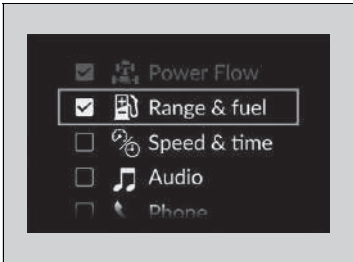 Power Flow
Range & fuel
Speed & time
Audio
Phone